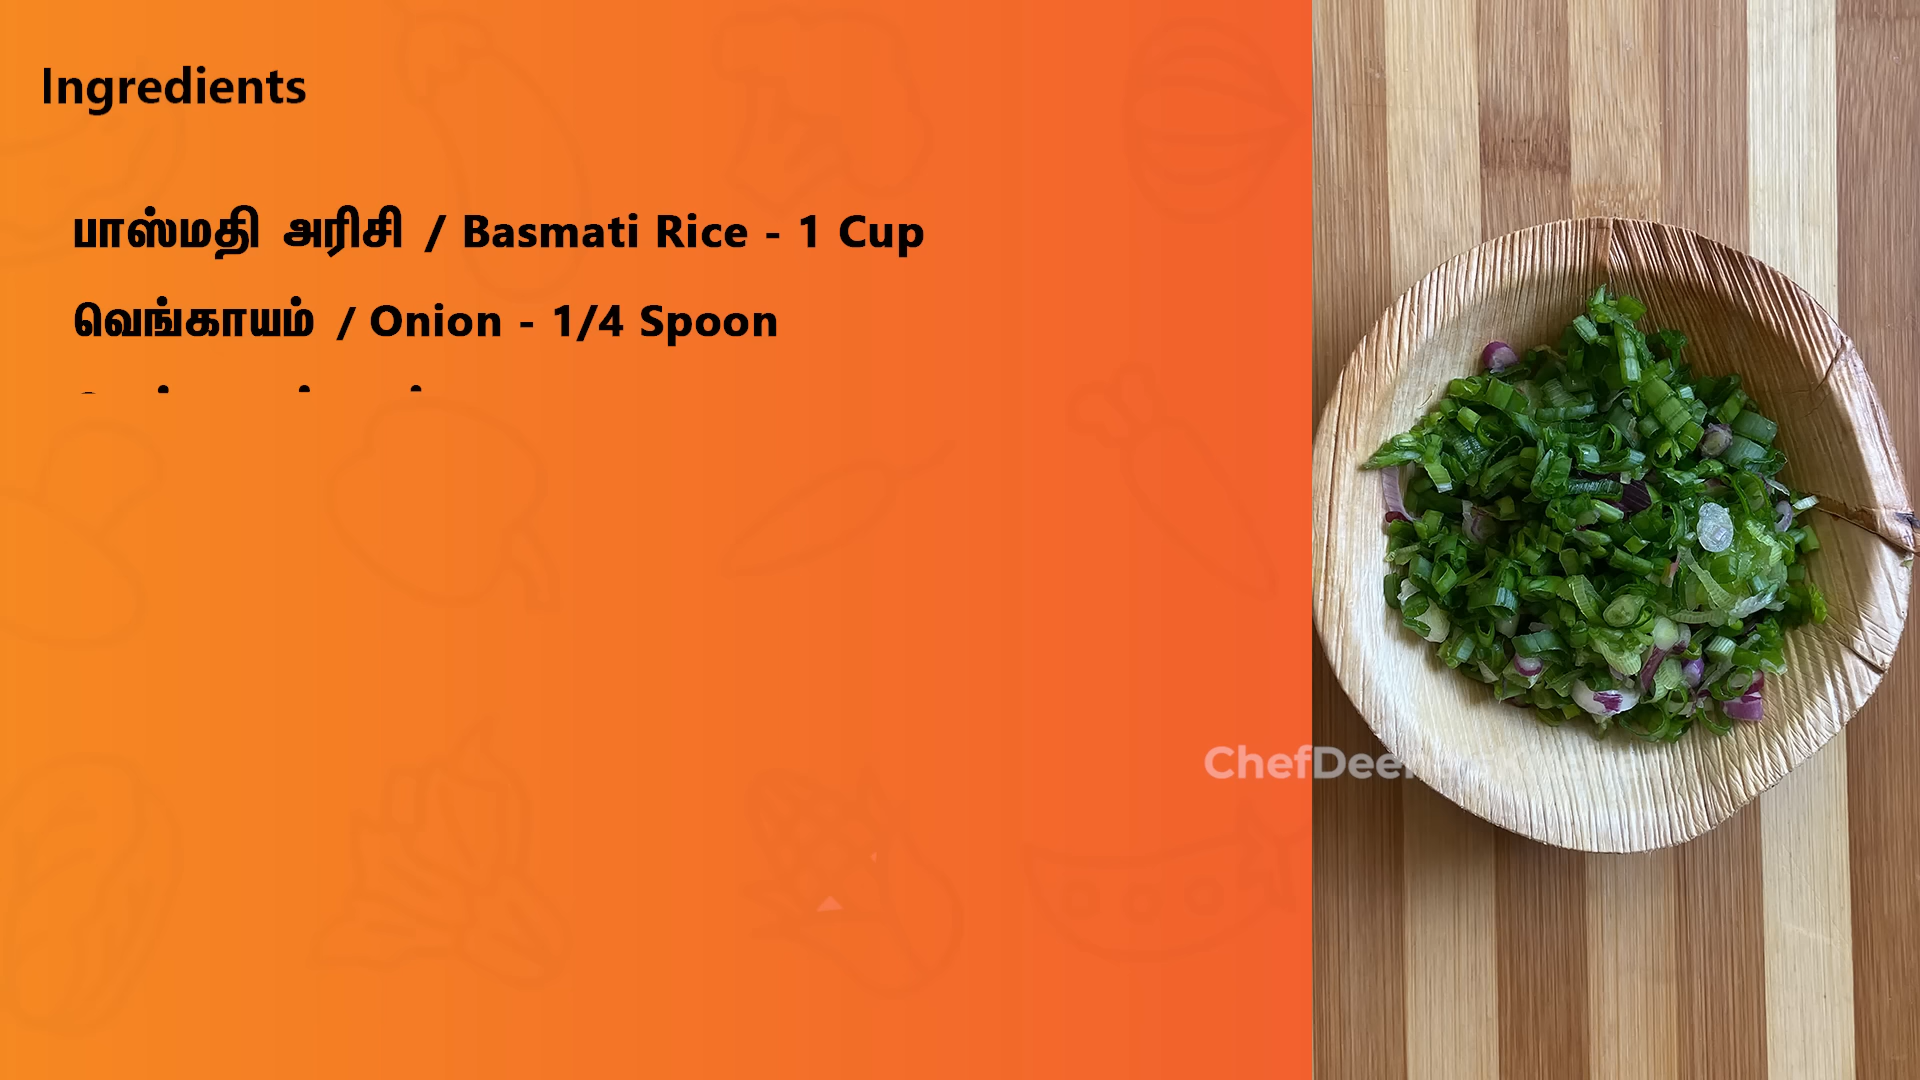 Ingredients
பாஸ்மதி அரிசி / Basmati Rice - 1 Cup
வெங்காயம் / Onion - 1/4 Spoon